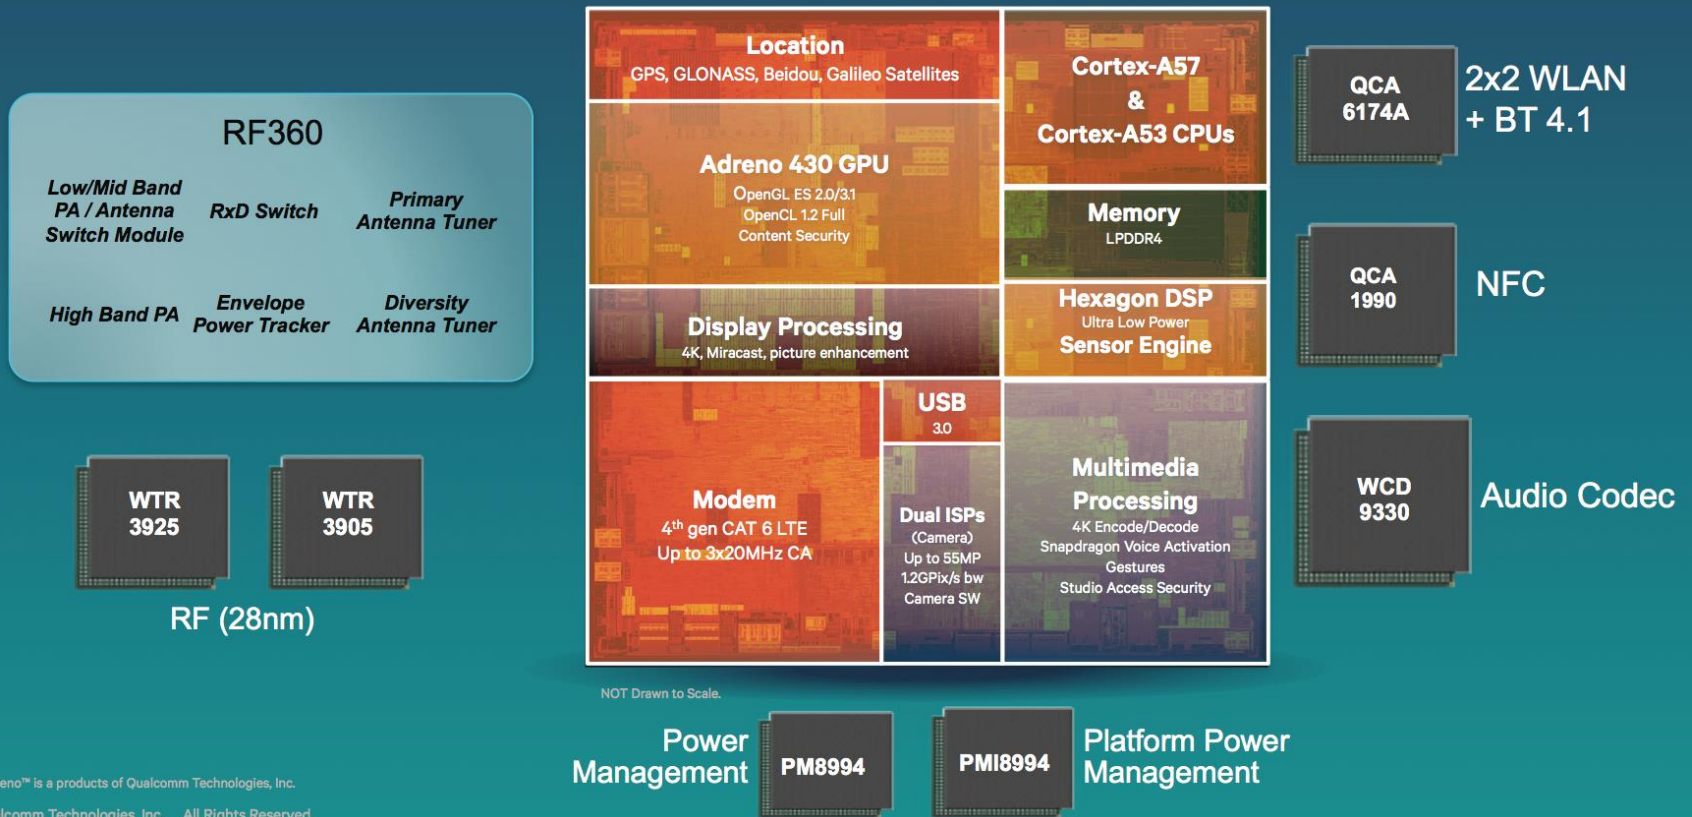 RF360
Low/Mid Band
PA / Antenna
Switch Module
RxD Switch
Primary
Antenna Tuner
High Band PA
Envelope
Power Tracker
Diversity
Antenna Tuner
WTR
3925
WTR
3905
RF (28nm)
Location
GPS, GLONASS, Beidou, Galileo Satellites
Adreno 430 GPU
OpenGL ES 2.0/3.1
OpenCL 1.2 Full
Content Security
Display Processing
4K, Miracast, picture enhancement
Modem
4th gen CAT 6 LTE
Up to 3x20MHz CA
USB
3.0
Dual ISPs
(Camera)
Up to 55MP
1.2GPix/s bw
Camera SW
Cortex-A57
&
Cortex-A53 CPUs
Memory
LPDDR4
Hexagon DSP
Ultra Low Power
Sensor Engine
Multimedia
Processing
4K Encode/Decode
Snapdragon Voice Activation
Gestures
Studio Access Security
QCA
6174A
2x2 WLAN
+ BT 4.1
QCA
1990
NFC
WCD
9330
Audio Codec
NOT Drawn to Scale.
Power
Management
PM8994
PMI8994
Platform Power
Management
eno™ is a products of Qualcomm Technologies, Inc.
lcomm Technologies, Inc. All Rights Reserved